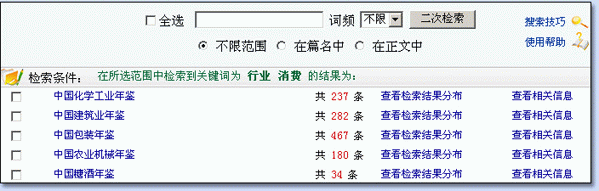 全选 词频 不限 二次检索 搜索技巧
不限范围 在篇名中 在正文中 使用帮助
检索条件: 在所选范围中检索到关键词为 行业 消费 的结果为:
中国化学工业年鉴 共 237 条 查看检索结果分布 查看相关信息
中国建筑业年鉴 共 282 条 查看检索结果分布 查看相关信息
中国包装年鉴 共 467 条 查看检索结果分布 查看相关信息
中国农业机械年鉴 共 180 条 查看检索结果分布 查看相关信息
中国糖酒年鉴 共 34 条 查看检索结果分布 查看相关信息